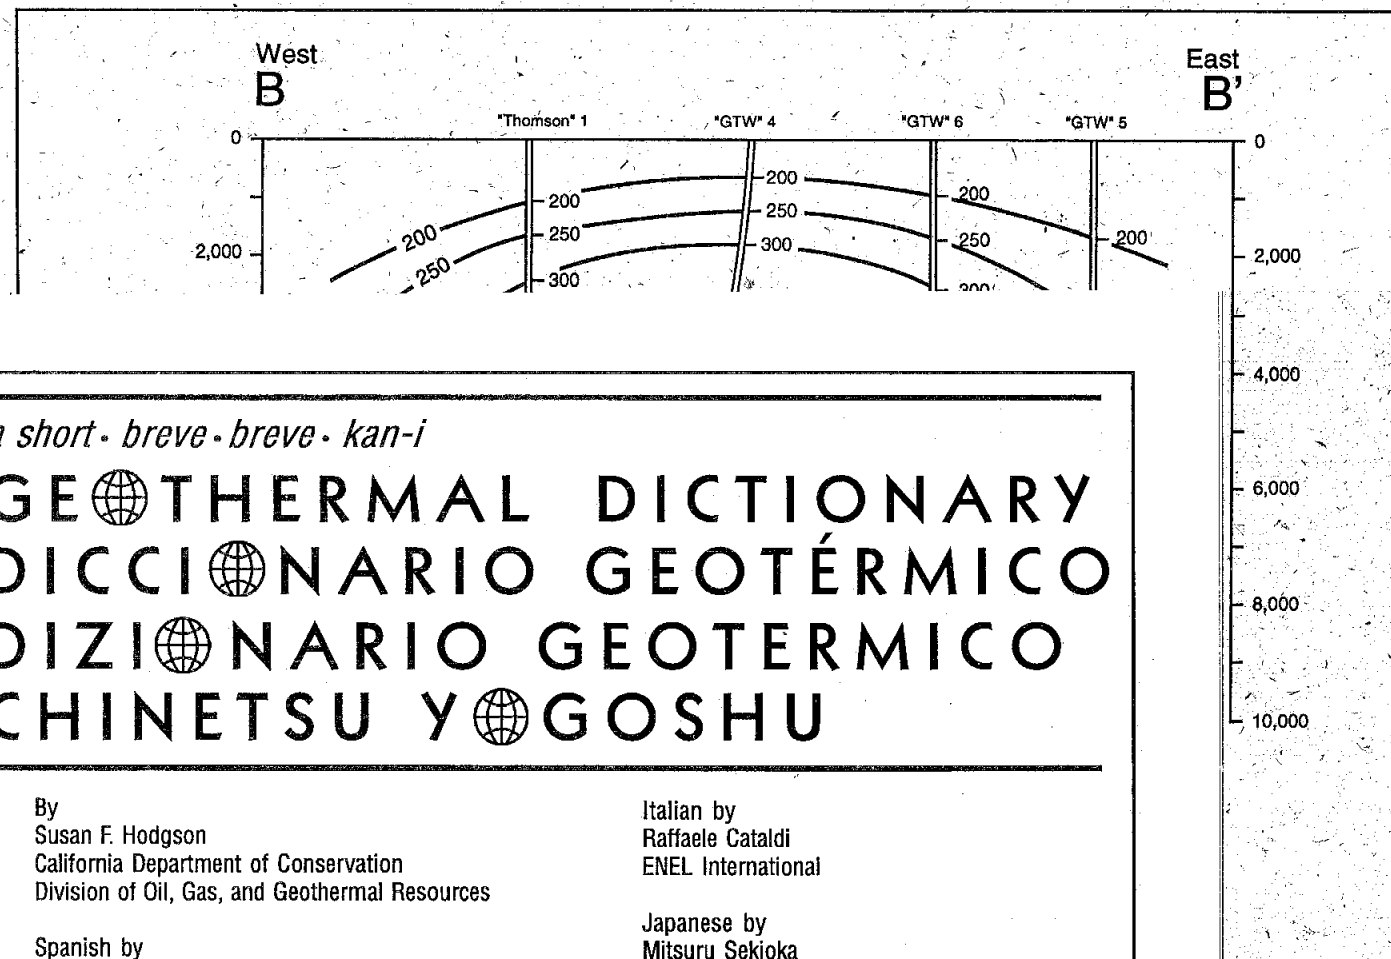 West
East
B
B'
"Thomson" 1
"GTW" 4
"GTW" 6
"GTW" 5
0
0
200
200
200
200
200
200
250
250
250
250
2,000
2,000
300
300
300
4,000
6,000
8,000
10,000
a short · breve · breve · kan-i
GEOTHERMAL DICTIONARY
DICCIONARIO GEOTÉRMICO
DIZIONARIO GEOTERMICO
CHINETSU YOGOSHU
By
Susan F. Hodgson
California Department of Conservation
Division of Oil, Gas, and Geothermal Resources
Spanish by
Italian by
Raffaele Cataldi
ENEL International
Japanese by
Mitsuru Sekioka